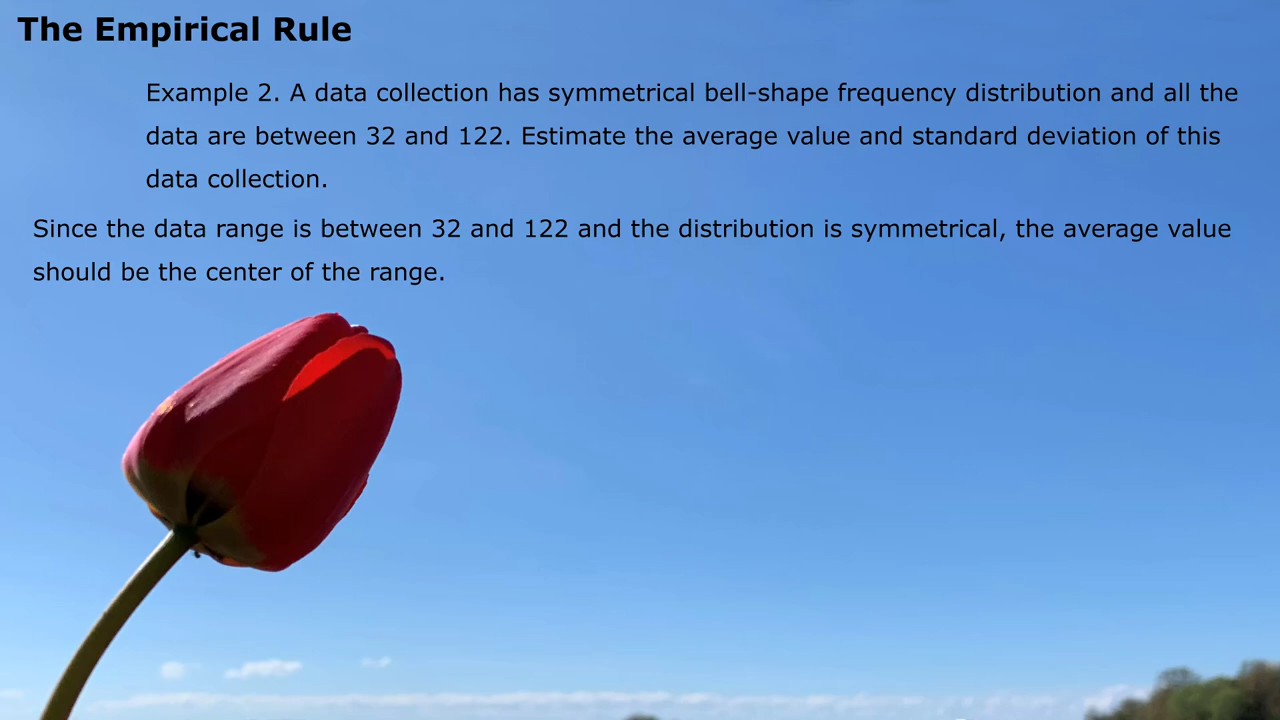 The Empirical Rule
Example 2. A data collection has symmetrical bell-shape frequency distribution and all the
data are between 32 and 122. Estimate the average value and standard deviation of this
data collection.
Since the data range is between 32 and 122 and the distribution is symmetrical, the average value
should be the center of the range.